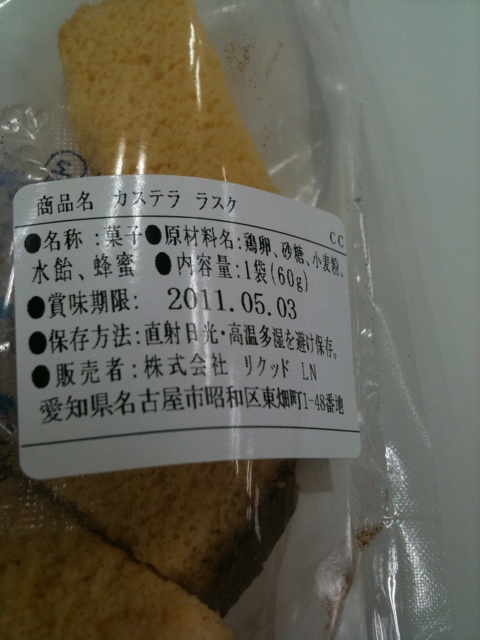 商品名 カステラ ラスク
CC
●名称:菓子●原材料名:鶏卵、砂糖、小麦粉、
水飴、蜂蜜 ●内容量:1袋(60g)
●賞味期限: 2011.05.03
●保存方法:直射日光・高温多湿を避け保存。
●販売者:株式会社 リクッド LN
愛知県名古屋市昭和区東畑町1-48番地